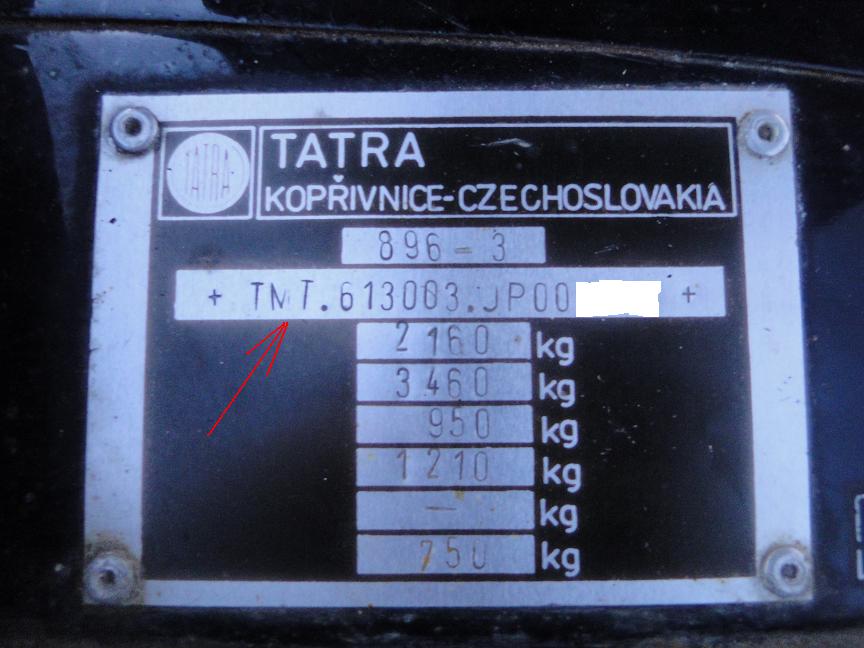 TATRA
TATRA
KOPŘIVNICE-CZECHOSLOVAKIA
896-3
+ TMT.613003.JP00 +
2160 kg
3460 kg
950 kg
1210 kg
- kg
750 kg